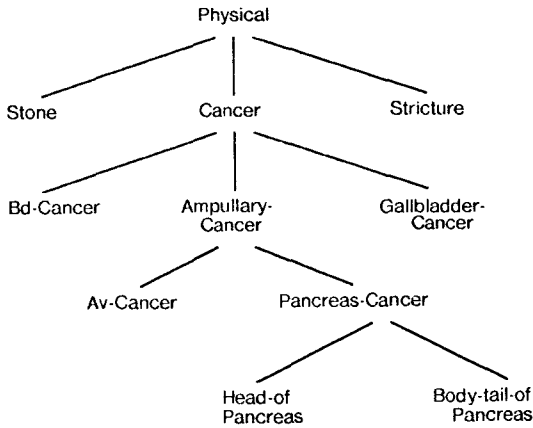 Physical
Stone
Cancer
Stricture
Bd-Cancer
Ampullary-
Cancer
Gallbladder-
Cancer
Av-Cancer
Pancreas-Cancer
Head-of
Pancreas
Body-tail-of
Pancreas